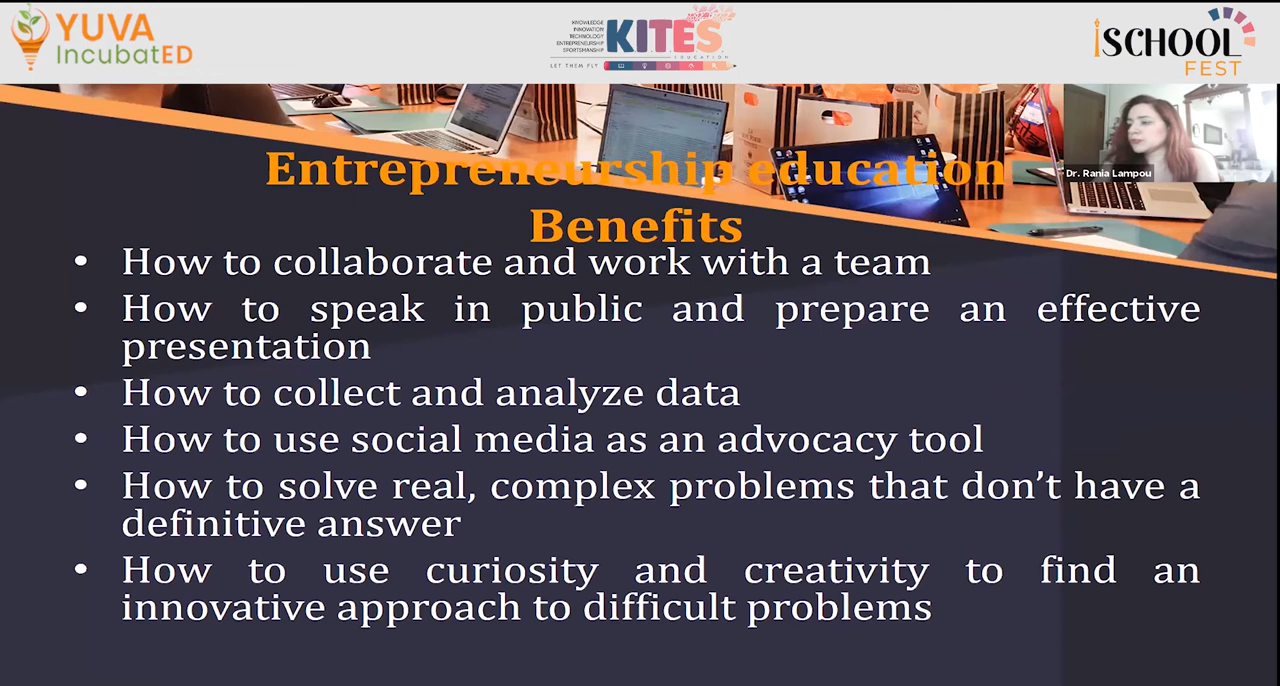 YUVA
IncubatED
KNOWLEDGE
INNOVATION
TECHNOLOGY
ENTREPRENEURSHIP
SPORTSMANSHIP
KITES
EDUCATION
LET THEM FLY
iSCHOOL
FEST
Dr. Rania Lampou
Entrepreneurship education
Benefits
• How to collaborate and work with a team
• How to speak in public and prepare an effective
presentation
• How to collect and analyze data
• How to use social media as an advocacy tool
• How to solve real, complex problems that don’t have a
definitive answer
• How to use curiosity and creativity to find an
innovative approach to difficult problems